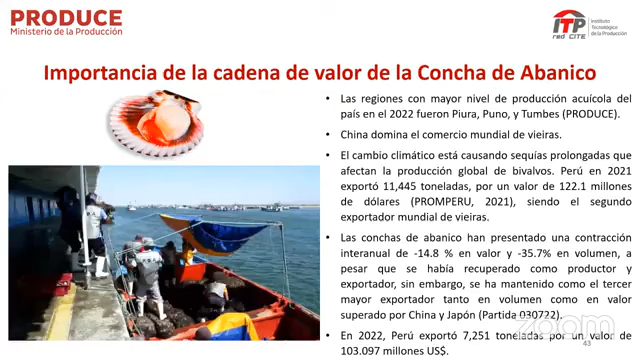 PRODUCE
Ministerio de la Producción
ITP
red CITE
Instituto
Tecnológico
de la Producción
Importancia de la cadena de valor de la Concha de Abanico
• Las regiones con mayor nivel de producción acuícola del
país en el 2022 fueron Piura, Puno, y Tumbes (PRODUCE).
• China domina el comercio mundial de vieiras.
• El cambio climático está causando sequías prolongadas que
afectan la producción global de bivalvos. Perú en 2021
exportó 11,445 toneladas, por un valor de 122.1 millones
de dólares (PROMPERU, 2021), siendo el segundo
exportador mundial de vieiras.
• Las conchas de abanico han presentado una contracción
interanual de -14.8 % en valor y -35.7% en volumen, a
pesar que se había recuperado como productor y
exportador, sin embargo, se ha mantenido como el tercer
mayor exportador tanto en volumen como en valor
superado por China y Japón (Partida 030722).
• En 2022, Perú exportó 7,251 toneladas por un valor de
103.097 millones US$.
zoom
43